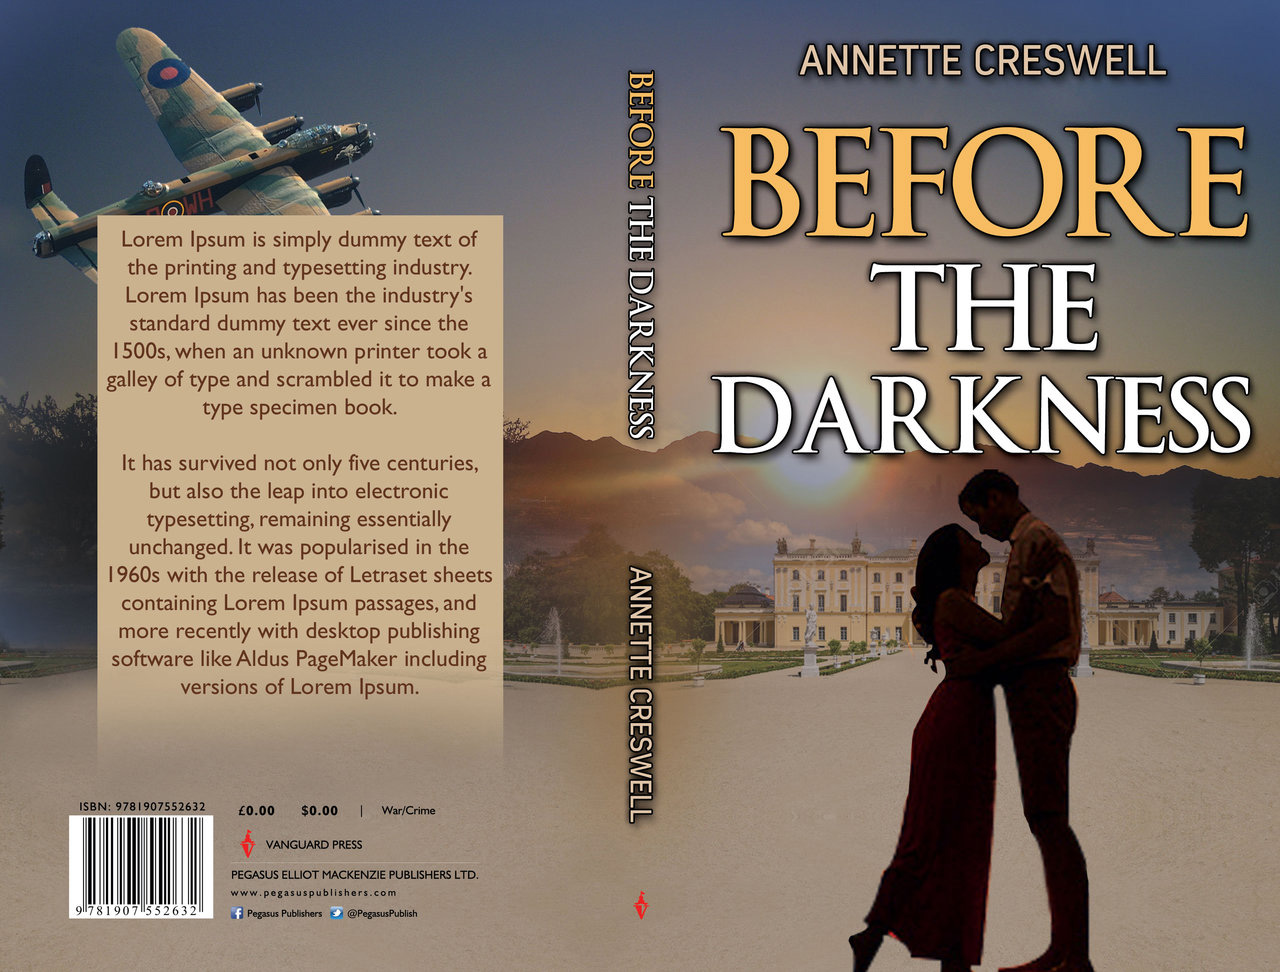 Lorem Ipsum is simply dummy text of
the printing and typesetting industry.
Lorem Ipsum has been the industry's
standard dummy text ever since the
1500s, when an unknown printer took a
galley of type and scrambled it to make a
type specimen book.
It has survived not only five centuries,
but also the leap into electronic
typesetting, remaining essentially
unchanged. It was popularised in the
1960s with the release of Letraset sheets
containing Lorem Ipsum passages, and
more recently with desktop publishing
software like Aldus PageMaker including
versions of Lorem Ipsum.
ISBN: 9781907552632
9 781907 552632
£0.00 $0.00 | War/Crime
VANGUARD PRESS
PEGASUS ELLIOT MACKENZIE PUBLISHERS LTD.
www.pegasuspublishers.com
Pegasus Publishers @PegasusPublish
BEFORE THE DARKNESS
ANNETTE CRESWELL
ANNETTE CRESWELL
BEFORE
THE
DARKNESS
WH